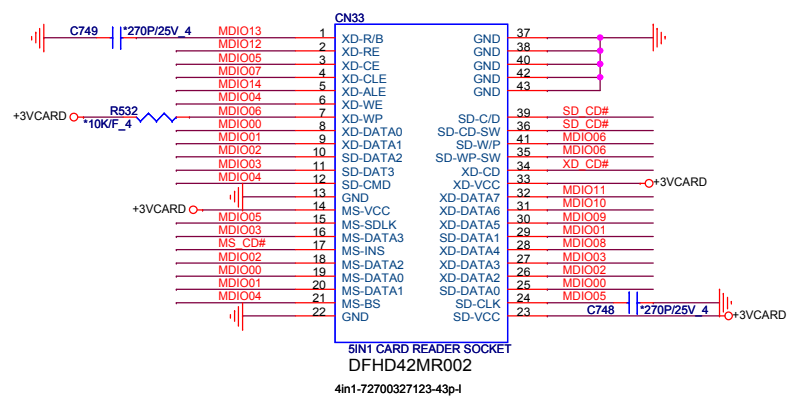 CN33
C749 *270P/25V_4 MDIO13 1 XD-R/B GND 37
MDIO12 2 XD-RE GND 38
MDIO05 3 XD-CE GND 40
MDIO07 4 XD-CLE GND 42
MDIO14 5 XD-ALE GND 43
MDIO04 6 XD-WE
+3VCARD R532 *10K/F_4 MDIO06 7 XD-WP SD-C/D 39 SD_CD#
MDIO00 8 XD-DATA0 SD-CD-SW 36 SD_CD#
MDIO01 9 XD-DATA1 SD-W/P 41 MDIO06
MDIO02 10 SD-DATA2 SD-WP-SW 35 MDIO06
MDIO03 11 SD-DAT3 XD-CD 34 XD_CD#
MDIO04 12 SD-CMD XD-VCC 33 +3VCARD
13 GND XD-DATA7 32 MDIO11
+3VCARD 14 MS-VCC XD-DATA6 31 MDIO10
MDIO05 15 MS-SDLK XD-DATA5 30 MDIO09
MDIO03 16 MS-DATA3 SD-DATA1 29 MDIO01
MS_CD# 17 MS-INS XD-DATA4 28 MDIO08
MDIO02 18 MS-DATA2 XD-DATA3 27 MDIO03
MDIO00 19 MS-DATA0 XD-DATA2 26 MDIO02
MDIO01 20 MS-DATA1 SD-DATA0 25 MDIO00
MDIO04 21 MS-BS SD-CLK 24 MDIO05 C748 *270P/25V_4
22 GND SD-VCC 23 +3VCARD
5IN1 CARD READER SOCKET
DFHD42MR002
4in1-72700327123-43p-l